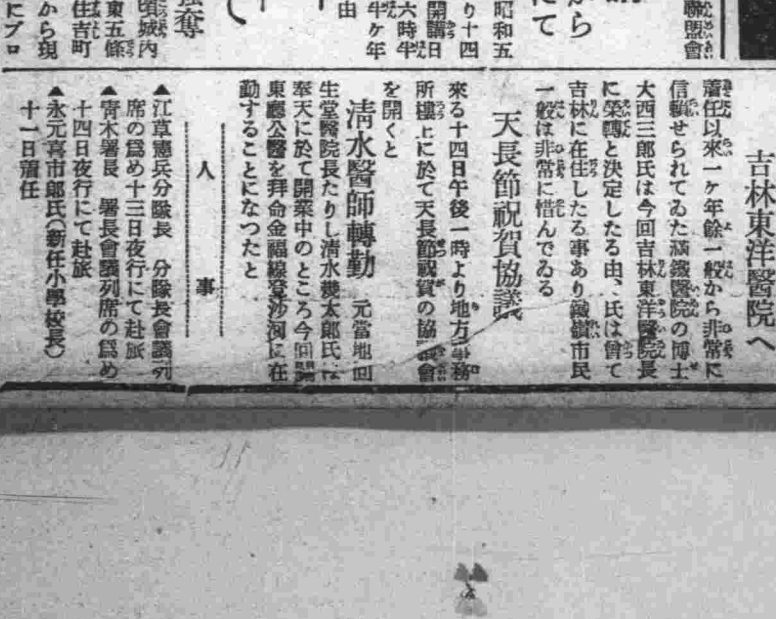 聯盟會
にて
から
昭和五
り十四
開講日
六時半
半ケ年
由
強奪
て
頃城内
東五條
住吉町
から現
にプロ
吉林東洋醫院へ
着任以來一ケ年餘一般から非常に
信賴せられてゐた滿鐵醫院の博士
大西三郎氏は今回吉林東洋醫院長
に榮轉と決定したる由、氏は曾て
吉林に在住したる事あり鐵嶺市民
一般は非常に惜んでゐる
天長節祝賀協議
來る十四日午後一時より地方事務
所樓上に於て天長節祝賀の協議會
を開くと
清水醫師轉勤 元當地回
生堂醫院長たりし清水幾太郎氏は
奉天に於て開業中のところ今回關
東廳公醫を拜命金福線登沙河に在
勤することになつたと
人事
▲江草憲兵分隊長 分隊長會議列
席の爲め十三日夜行にて赴旅
▲靑木署長 署長會議列席の爲め
十四日夜行にて赴旅
▲永元喜市郎氏(新任小學校長)
十一日着任